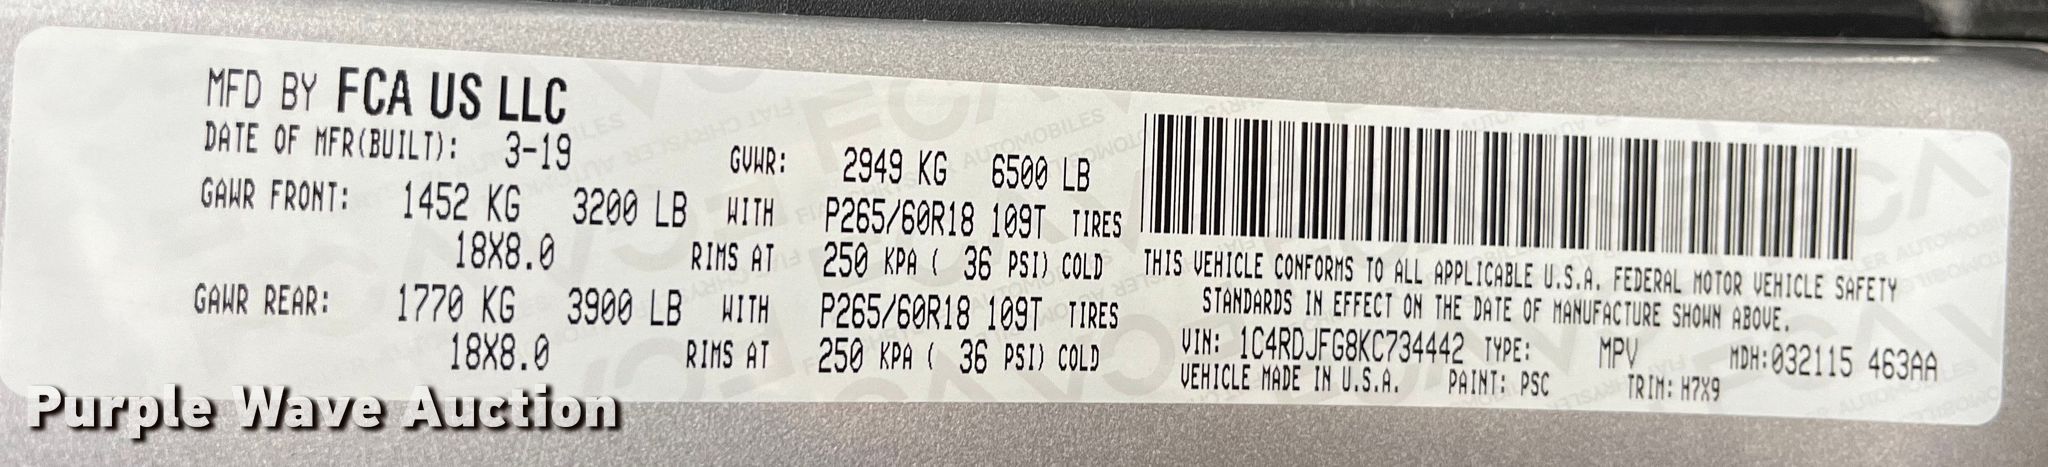 MFD BY FCA US LLC
DATE OF MFR(BUILT): 3-19 GVWR: 2949 KG 6500 LB
GAWR FRONT: 1452 KG 3200 LB WITH P265/60R18 109T TIRES
18X8.0 RIMS AT 250 KPA ( 36 PSI) COLD
GAWR REAR: 1770 KG 3900 LB WITH P265/60R18 109T TIRES
18X8.0 RIMS AT 250 KPA ( 36 PSI) COLD
THIS VEHICLE CONFORMS TO ALL APPLICABLE U.S.A. FEDERAL MOTOR VEHICLE SAFETY
STANDARDS IN EFFECT ON THE DATE OF MANUFACTURE SHOWN ABOVE.
VIN: 1C4RDJFG8KC734442 TYPE: MPV MDH:032115 463AA
VEHICLE MADE IN U.S.A. PAINT: PSC TRIM: H7X9
Purple Wave Auction